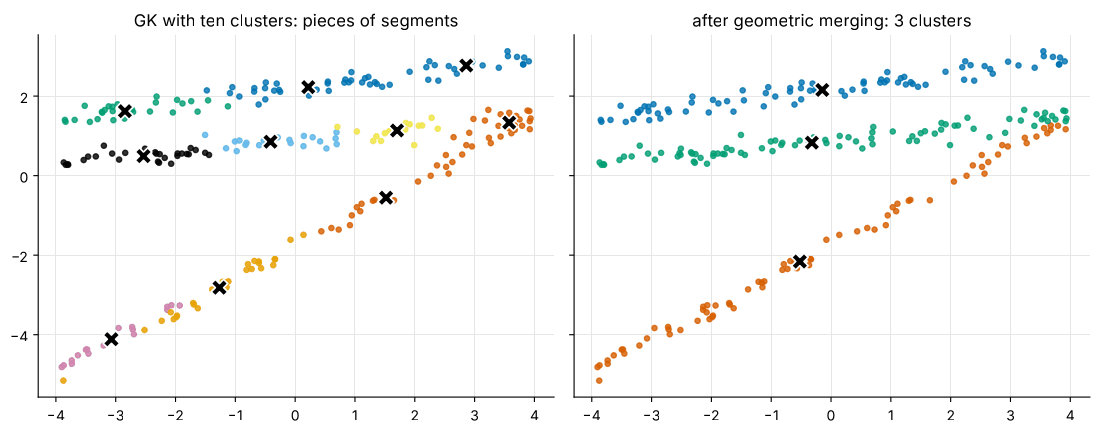 GK with ten clusters: pieces of segments
after geometric merging: 3 clusters
2
0
−2
−4
−4 −3 −2 −1 0 1 2 3 4
−4 −3 −2 −1 0 1 2 3 4